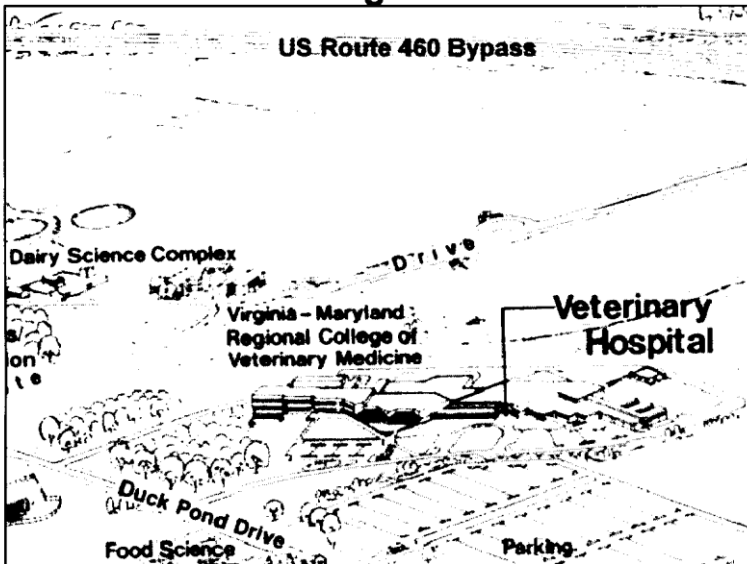 US Route 460 Bypass
Dairy Science Complex
Drive
Virginia - Maryland
Regional College of
Veterinary Medicine
Veterinary
Hospital
Duck Pond Drive
Food Science
Parking